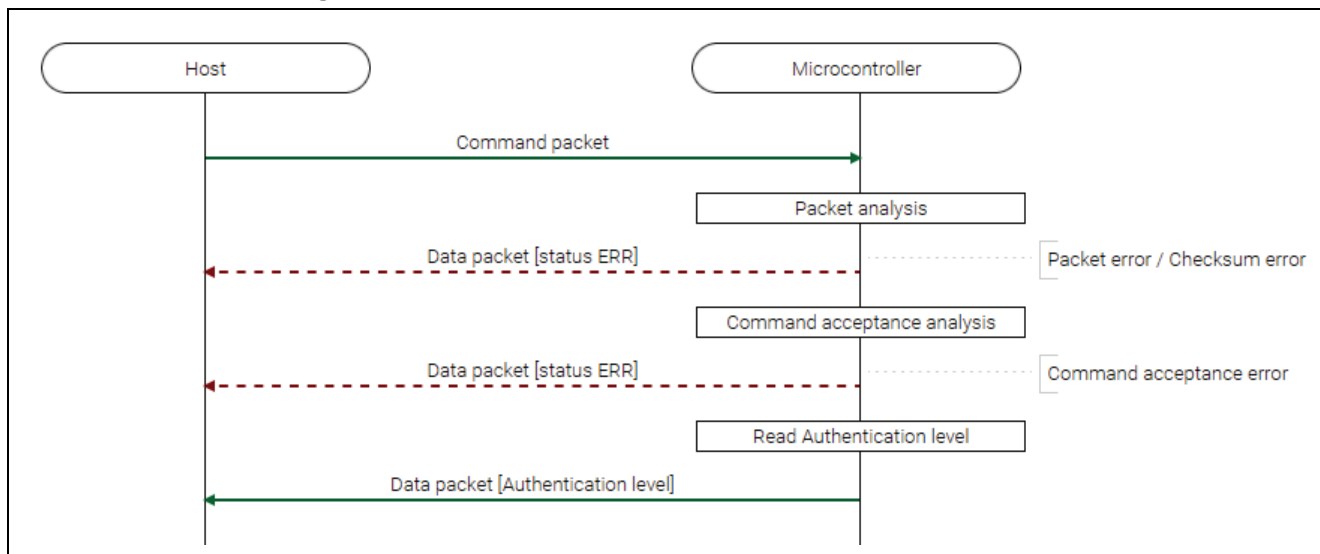 Host
Microcontroller
Command packet
Packet analysis
Data packet [status ERR]
Packet error / Checksum error
Command acceptance analysis
Data packet [status ERR]
Command acceptance error
Read Authentication level
Data packet [Authentication level]